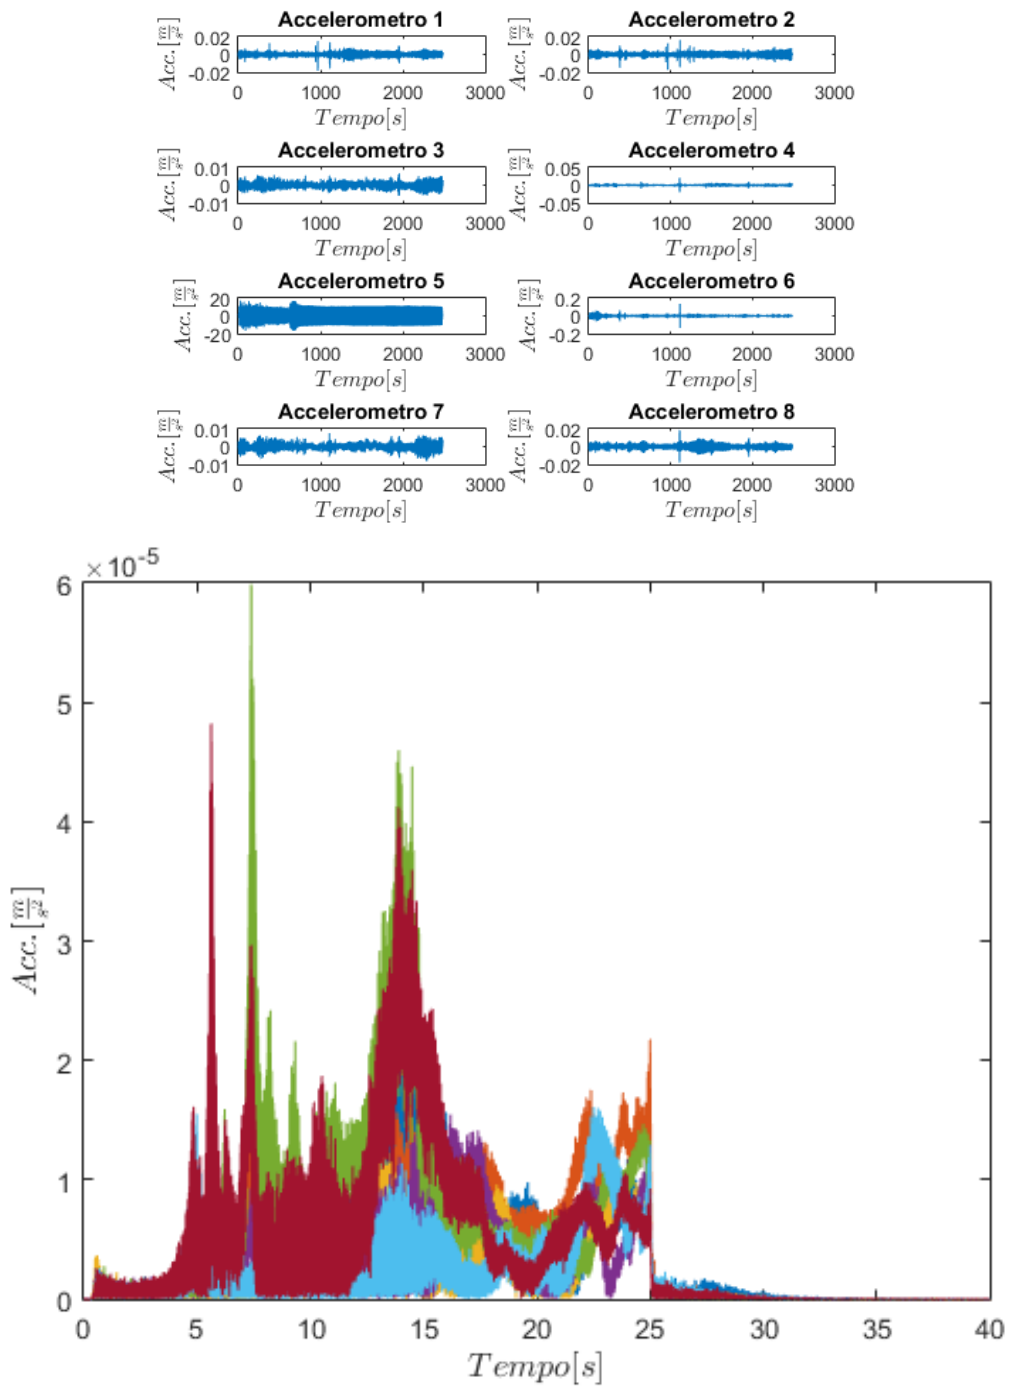 Accelerometro 1 Accelerometro 2
Acc.[m/s²] 0.02 0 -0.02 Acc.[m/s²] 0.02 0 -0.02
0 1000 2000 3000 0 1000 2000 3000
Tempo[s] Tempo[s]
Accelerometro 3 Accelerometro 4
Acc.[m/s²] 0.01 0 -0.01 Acc.[m/s²] 0.05 0 -0.05
0 1000 2000 3000 0 1000 2000 3000
Tempo[s] Tempo[s]
Accelerometro 5 Accelerometro 6
Acc.[m/s²] 20 0 -20 Acc.[m/s²] 0.2 0 -0.2
0 1000 2000 3000 0 1000 2000 3000
Tempo[s] Tempo[s]
Accelerometro 7 Accelerometro 8
Acc.[m/s²] 0.01 0 -0.01 Acc.[m/s²] 0.02 0 -0.02
0 1000 2000 3000 0 1000 2000 3000
Tempo[s] Tempo[s]
×10⁻⁵
6
5
4
3
2
1
0
Acc.[m/s²]
0 5 10 15 20 25 30 35 40
Tempo[s]